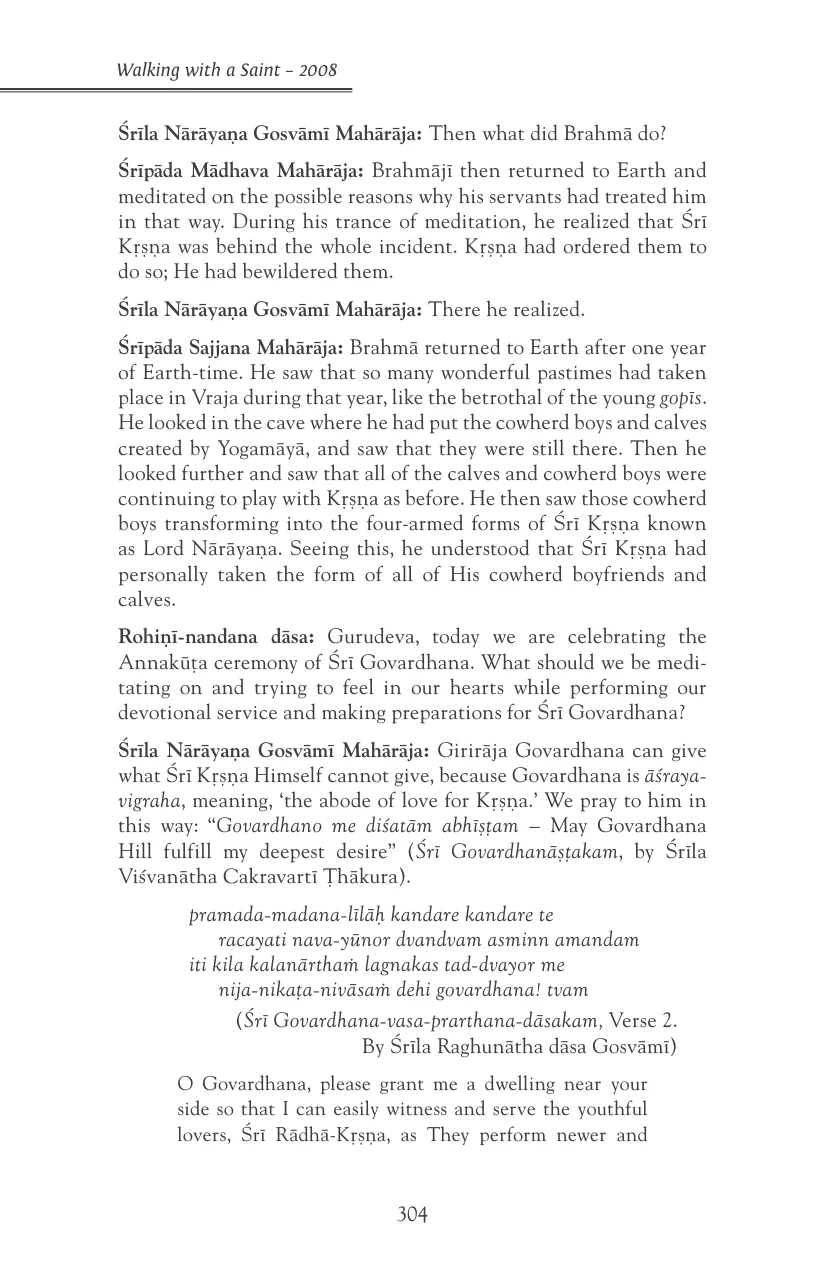 Walking with a Saint – 2008
Śrīla Nārāyaṇa Gosvāmī Mahārāja: Then what did Brahmā do?
Śrīpāda Mādhava Mahārāja: Brahmājī then returned to Earth and
meditated on the possible reasons why his servants had treated him
in that way. During his trance of meditation, he realized that Śrī
Kṛṣṇa was behind the whole incident. Kṛṣṇa had ordered them to
do so; He had bewildered them.
Śrīla Nārāyaṇa Gosvāmī Mahārāja: There he realized.
Śrīpāda Sajjana Mahārāja: Brahmā returned to Earth after one year
of Earth-time. He saw that so many wonderful pastimes had taken
place in Vraja during that year, like the betrothal of the young gopīs.
He looked in the cave where he had put the cowherd boys and calves
created by Yogamāyā, and saw that they were still there. Then he
looked further and saw that all of the calves and cowherd boys were
continuing to play with Kṛṣṇa as before. He then saw those cowherd
boys transforming into the four-armed forms of Śrī Kṛṣṇa known
as Lord Nārāyaṇa. Seeing this, he understood that Śrī Kṛṣṇa had
personally taken the form of all of His cowherd boyfriends and
calves.
Rohiṇī-nandana dāsa: Gurudeva, today we are celebrating the
Annakūṭa ceremony of Śrī Govardhana. What should we be medi-
tating on and trying to feel in our hearts while performing our
devotional service and making preparations for Śrī Govardhana?
Śrīla Nārāyaṇa Gosvāmī Mahārāja: Girirāja Govardhana can give
what Śrī Kṛṣṇa Himself cannot give, because Govardhana is āśraya-
vigraha, meaning, ‘the abode of love for Kṛṣṇa.’ We pray to him in
this way: “Govardhano me diśatām abhīṣṭam – May Govardhana
Hill fulfill my deepest desire” (Śrī Govardhanāṣṭakam, by Śrīla
Viśvanātha Cakravartī Ṭhākura).
pramada-madana-līlāḥ kandare kandare te
racayati nava-yūnor dvandvam asminn amandam
iti kila kalanārthaṁ lagnakas tad-dvayor me
nija-nikaṭa-nivāsaṁ dehi govardhana! tvam
(Śrī Govardhana-vasa-prarthana-dāsakam, Verse 2.
By Śrīla Raghunātha dāsa Gosvāmī)
O Govardhana, please grant me a dwelling near your
side so that I can easily witness and serve the youthful
lovers, Śrī Rādhā-Kṛṣṇa, as They perform newer and
304